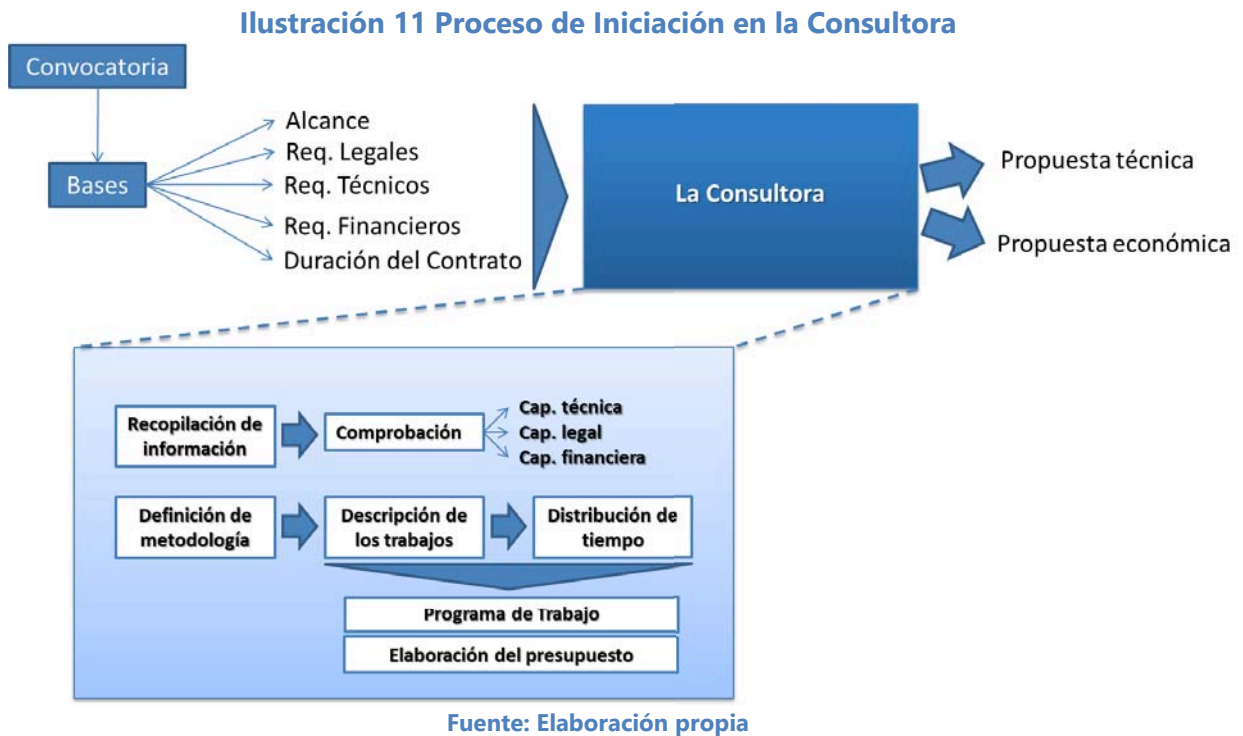 Ilustración 11 Proceso de Iniciación en la Consultora
Convocatoria
Bases
Alcance
Req. Legales
Req. Técnicos
Req. Financieros
Duración del Contrato
La Consultora
Propuesta técnica
Propuesta económica
Recopilación de
información
Comprobación
Cap. técnica
Cap. legal
Cap. financiera
Definición de
metodología
Descripción de
los trabajos
Distribución de
tiempo
Programa de Trabajo
Elaboración del presupuesto
Fuente: Elaboración propia